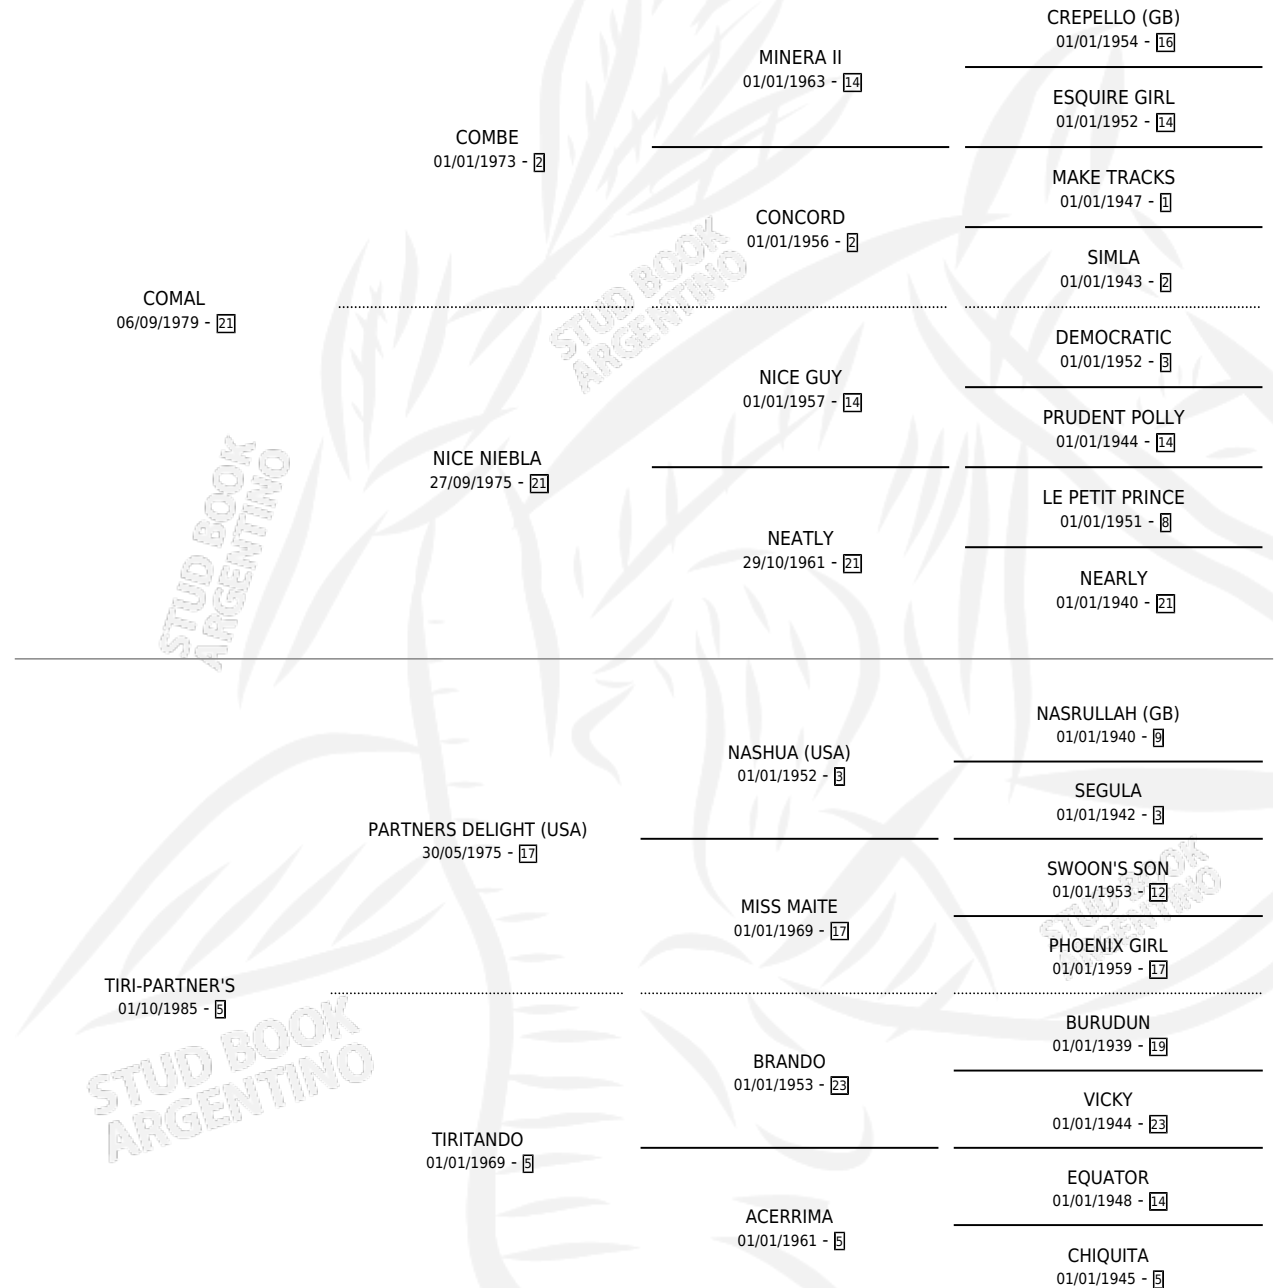 CREPELLO (GB)
01/01/1954 - 16
MINERA II
01/01/1963 - 14
ESQUIRE GIRL
01/01/1952 - 14
COMBE
01/01/1973 - 2
MAKE TRACKS
01/01/1947 - 1
CONCORD
01/01/1956 - 2
SIMLA
01/01/1943 - 2
COMAL
06/09/1979 - 21
STUD BOOK
ARGENTINO
DEMOCRATIC
01/01/1952 - 3
NICE GUY
01/01/1957 - 14
PRUDENT POLLY
01/01/1944 - 14
NICE NIEBLA
27/09/1975 - 21
LE PETIT PRINCE
01/01/1951 - 8
NEATLY
29/10/1961 - 21
NEARLY
01/01/1940 - 21
STUD BOOK
ARGENTINO
NASRULLAH (GB)
01/01/1940 - 9
NASHUA (USA)
01/01/1952 - 3
SEGULA
01/01/1942 - 3
PARTNERS DELIGHT (USA)
30/05/1975 - 17
SWOON'S SON
01/01/1953 - 12
MISS MAITE
01/01/1969 - 17
STUD BOOK
ARGENTINO
PHOENIX GIRL
01/01/1959 - 17
TIRI-PARTNER'S
01/10/1985 - 5
STUD BOOK
ARGENTINO
BURUDUN
01/01/1939 - 19
BRANDO
01/01/1953 - 23
VICKY
01/01/1944 - 23
TIRITANDO
01/01/1969 - 5
EQUATOR
01/01/1948 - 14
ACERRIMA
01/01/1961 - 5
CHIQUITA
01/01/1945 - 5